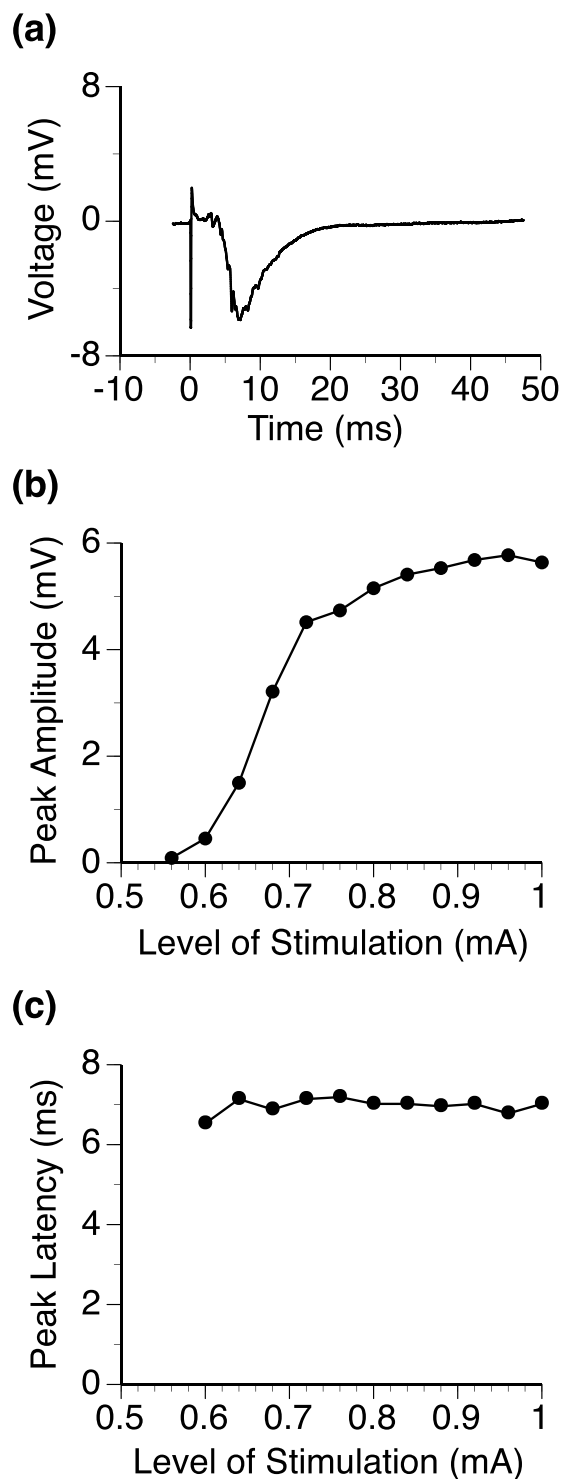 (a)
8
0
-8
Voltage (mV)
-10 0 10 20 30 40 50
Time (ms)
(b)
6
4
2
0
Peak Amplitude (mV)
0.5 0.6 0.7 0.8 0.9 1
Level of Stimulation (mA)
(c)
8
6
4
2
0
Peak Latency (ms)
0.5 0.6 0.7 0.8 0.9 1
Level of Stimulation (mA)